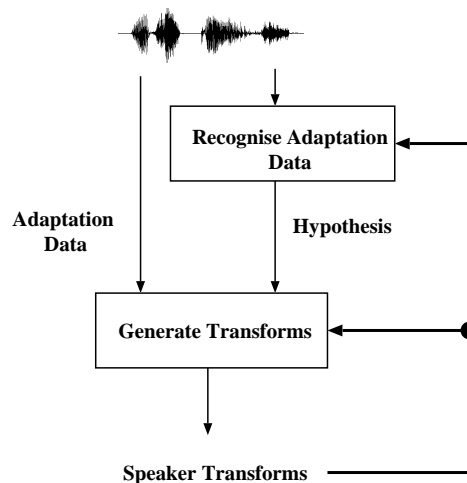 Recognise Adaptation
Data
Adaptation
Data
Hypothesis
Generate Transforms
Speaker Transforms